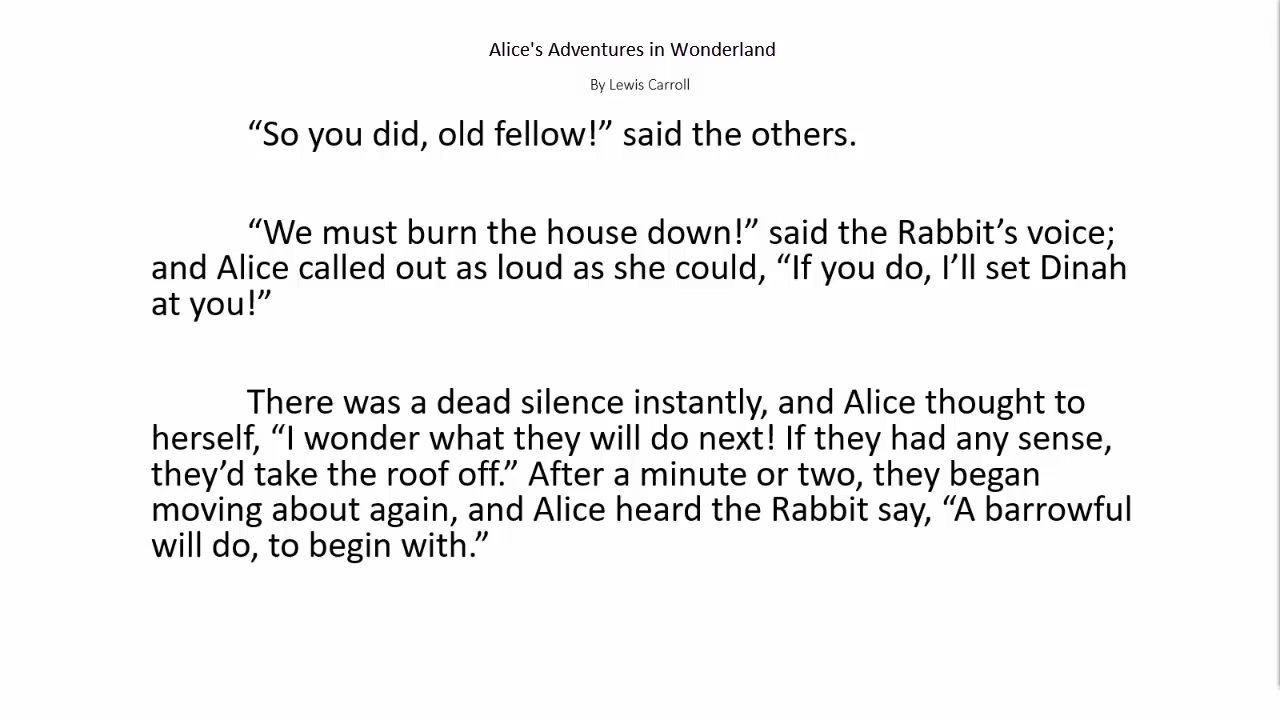 Alice's Adventures in Wonderland
By Lewis Carroll
“So you did, old fellow!” said the others.
“We must burn the house down!” said the Rabbit’s voice;
and Alice called out as loud as she could, “If you do, I’ll set Dinah
at you!”
There was a dead silence instantly, and Alice thought to
herself, “I wonder what they will do next! If they had any sense,
they’d take the roof off.” After a minute or two, they began
moving about again, and Alice heard the Rabbit say, “A barrowful
will do, to begin with.”